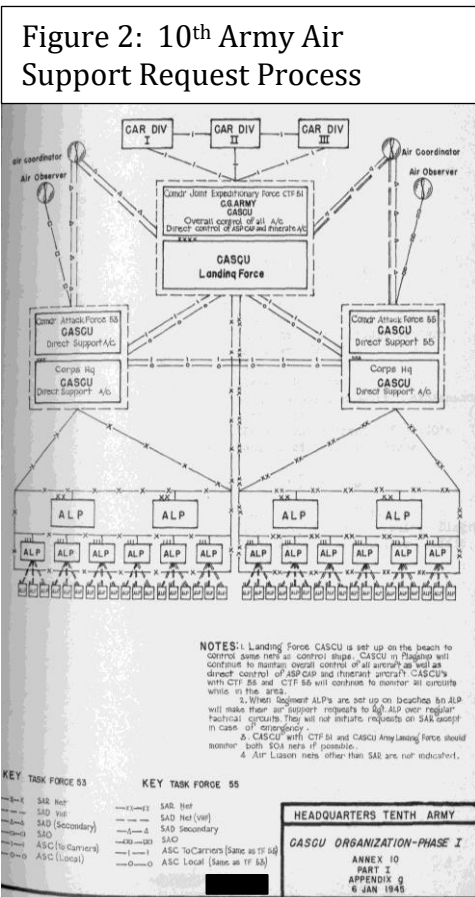 Figure 2: 10th Army Air
Support Request Process
CAR DIV
I
CAR DIV
II
CAR DIV
III
air coordinator
Air Observer
Air Coordinator
Air Observer
Comdr Joint Expeditionary Force CTF 51
C.G. ARMY
CASCU
Overall control of all A/c
Direct control of ASP CAP and itinerate A/C
XXXX
CASCU
Landing Force
Comdr Attack Force 53
CASCU
Direct Support A/c
XXX
Corps Hq
CASCU
Direct Support A/c
Comdr Attack Force 55
CASCU
Direct Support 55
XXX
Corps Hq
CASCU
Direct Support A/c
XX
ALP
XX
ALP
XX
ALP
XX
ALP
ALP ALP ALP ALP ALP ALP
ALP ALP ALP ALP ALP ALP
NOTES: 1. Landing Force CASCU is set up on the beach to
control same nets as control ships. CASCU in Flagship will
continue to maintain overall control of all aircraft as well as
direct control of ASP CAP and itinerant aircraft. CASCU's
with CTF 53 and CTF 55 will continue to monitor all circuits
while in the area.
2. When Regiment ALP's are set up on beaches Bn ALP
will make their air support requests to Rgt. ALP over regular
tactical circuits. They will not initiate requests on SAR except
in case of emergency.
3. CASCU with CTF 51 and CASCU Army Landing Force should
monitor both SOA nets if possible.
4 Air Liason nets other than SAR are not indicated.
KEY TASK FORCE 53
SAR Net
SAD VHF
SAD (Secondary)
SAO
ASC (To Carriers)
ASC (Local)
KEY TASK FORCE 55
SAR Net
SAD Net (VHF)
SAD Secondary
SAO
ASC To Carriers (Same as TF 53)
ASC Local (Same as TF 53)
HEADQUARTERS TENTH ARMY
CASCU ORGANIZATION-PHASE I
ANNEX 10
PART I
APPENDIX g
6 JAN 1945